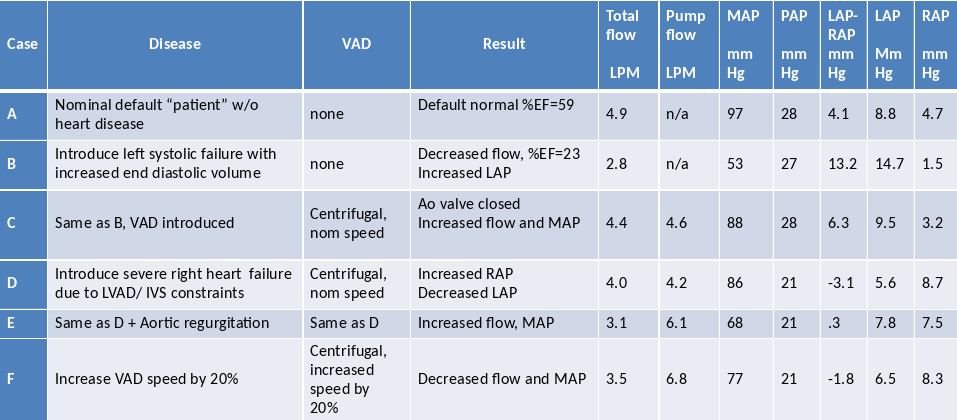 Case Disease VAD Result Total flow LPM Pump flow LPM MAP mm Hg PAP mm Hg LAP-RAP mm Hg LAP Mm Hg RAP mm Hg
A Nominal default “patient” w/o heart disease none Default normal %EF=59 4.9 n/a 97 28 4.1 8.8 4.7
B Introduce left systolic failure with increased end diastolic volume none Decreased flow, %EF=23 Increased LAP 2.8 n/a 53 27 13.2 14.7 1.5
C Same as B, VAD introduced Centrifugal, nom speed Ao valve closed Increased flow and MAP 4.4 4.6 88 28 6.3 9.5 3.2
D Introduce severe right heart failure due to LVAD/ IVS constraints Centrifugal, nom speed Increased RAP Decreased LAP 4.0 4.2 86 21 -3.1 5.6 8.7
E Same as D + Aortic regurgitation Same as D Increased flow, MAP 3.1 6.1 68 21 .3 7.8 7.5
F Increase VAD speed by 20% Centrifugal, increased speed by 20% Decreased flow and MAP 3.5 6.8 77 21 -1.8 6.5 8.3